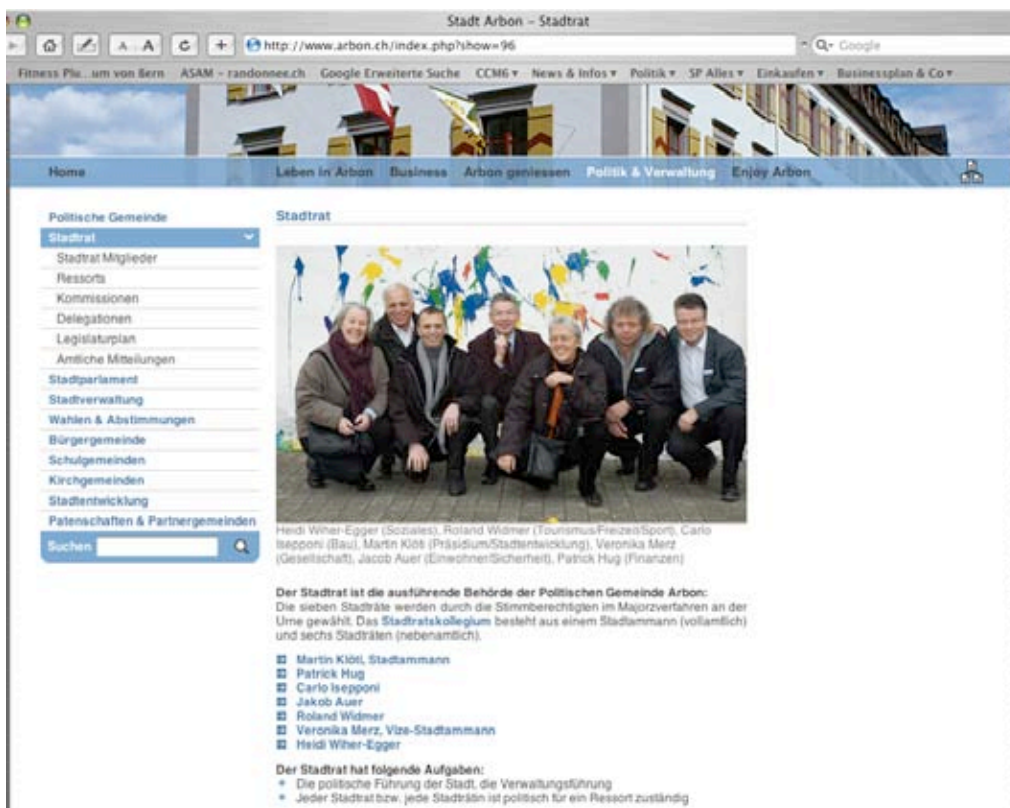 Stadt Arbon – Stadtrat
A A
http://www.arbon.ch/index.php?show=96
Google
Fitness Plu...um von Bern ASAM – randonnee.ch Google Erweiterte Suche CCM6 News & Infos Politik SP Alles Einkaufen Businessplan & Co
Home Leben in Arbon Business Arbon geniessen Politik & Verwaltung Enjoy Arbon
Politische Gemeinde
Stadtrat
Stadtrat Mitglieder
Ressorts
Kommissionen
Delegationen
Legislaturplan
Amtliche Mitteilungen
Stadtparlament
Stadtverwaltung
Wahlen & Abstimmungen
Bürgergemeinde
Schulgemeinden
Kirchgemeinden
Stadtentwicklung
Patenschaften & Partnergemeinden
Suchen
Stadtrat
Heidi Wiher-Egger (Soziales), Roland Widmer (Tourismus/Freizeit/Sport), Carlo
Isepponi (Bau), Martin Klöti (Präsidium/Stadtentwicklung), Veronika Merz
(Gesellschaft), Jacob Auer (Einwohner/Sicherheit), Patrick Hug (Finanzen)
Der Stadtrat ist die ausführende Behörde der Politischen Gemeinde Arbon:
Die sieben Stadträte werden durch die Stimmberechtigten im Majorzverfahren an der
Urne gewählt. Das Stadtratskollegium besteht aus einem Stadtammann (vollamtlich)
und sechs Stadträten (nebenamtlich).
Martin Klöti, Stadtammann
Patrick Hug
Carlo Isepponi
Jakob Auer
Roland Widmer
Veronika Merz, Vize-Stadtammann
Heidi Wiher-Egger
Der Stadtrat hat folgende Aufgaben:
Die politische Führung der Stadt, die Verwaltungsführung
Jeder Stadtrat bzw. jede Stadträtin ist politisch für ein Ressort zuständig